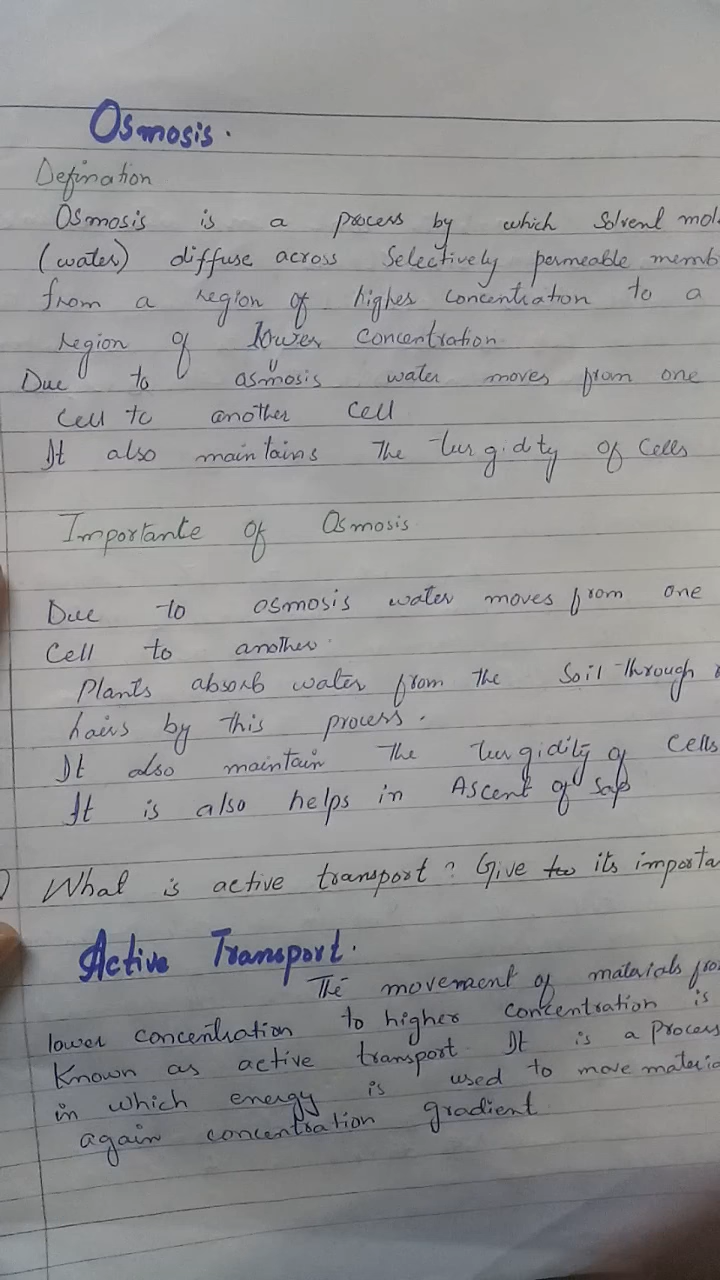 Osmosis.
Defination
Osmosis is a process by which Solvent mol
(water) diffuse across Selectively permeable memb
from a region of higher concentration to a
region of lower concentration.
Due to osmosis water moves from one
cell to another cell
It also maintains The turgidity of cells
Importante of Osmosis
Due to osmosis water moves from one
cell to another.
Plants absorb water from the Soil through
hairs by this process.
It also maintain The turgidity of cells
It is also helps in Ascent of sap
What is active transport? Give its importa
Active Transport.
The movement of materials fro
lower concentration to higher concentration is
Known as active transport It is a process
in which energy is used to move materia
again concentration gradient